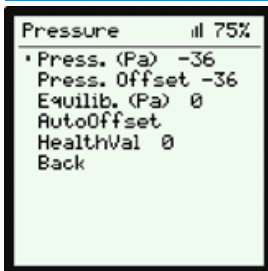 Pressure 75%
Press. (Pa) -36
Press. Offset -36
Equilib. (Pa) 0
AutoOffset
HealthVal 0
Back